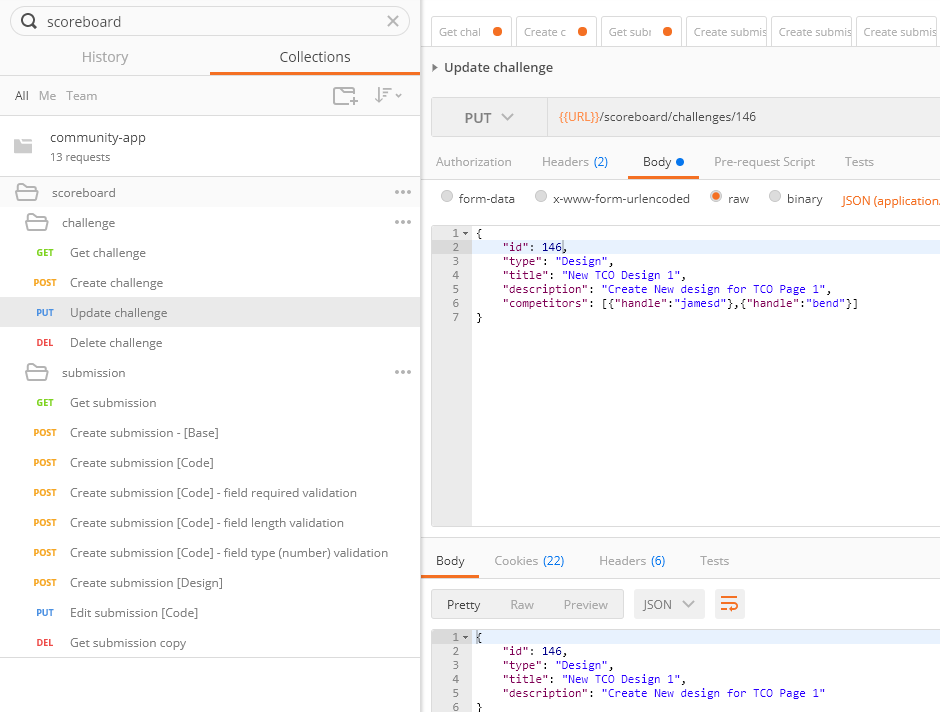 scoreboard
History Collections
All Me Team
community-app
13 requests
scoreboard
challenge
GET Get challenge
POST Create challenge
PUT Update challenge
DEL Delete challenge
submission
GET Get submission
POST Create submission - [Base]
POST Create submission [Code]
POST Create submission [Code] - field required validation
POST Create submission [Code] - field length validation
POST Create submission [Code] - field type (number) validation
POST Create submission [Design]
PUT Edit submission [Code]
DEL Get submission copy
Get chal Create c Get subr Create submis Create submis Create submis
Update challenge
PUT {{URL}}/scoreboard/challenges/146
Authorization Headers (2) Body Pre-request Script Tests
form-data x-www-form-urlencoded raw binary JSON (application/
1 {
2 "id": 146,
3 "type": "Design",
4 "title": "New TCO Design 1",
5 "description": "Create New design for TCO Page 1",
6 "competitors": [{"handle":"jamesd"},{"handle":"bend"}]
7 }
Body Cookies (22) Headers (6) Tests
Pretty Raw Preview JSON
1 {
2 "id": 146,
3 "type": "Design",
4 "title": "New TCO Design 1",
5 "description": "Create New design for TCO Page 1"
6 }